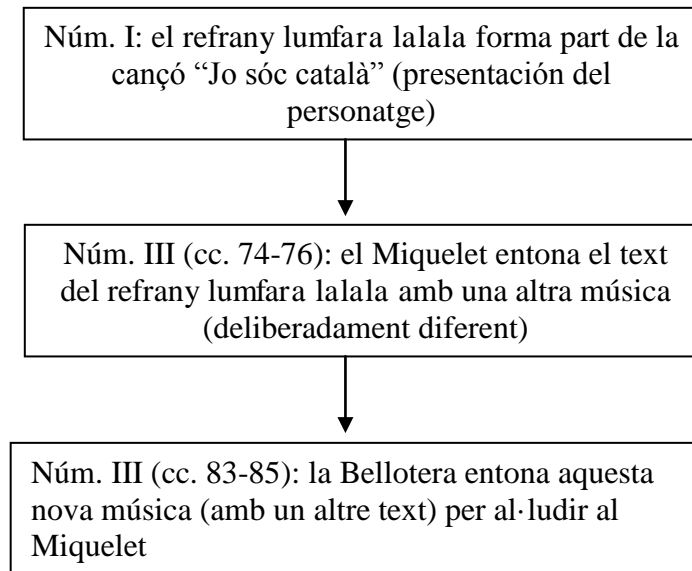 Núm. I: el refrany lumfara lalala forma part de la
cançó “Jo sóc català” (presentación del
personatge)
Núm. III (cc. 74-76): el Miquelet entona el text
del refrany lumfara lalala amb una altra música
(deliberadament diferent)
Núm. III (cc. 83-85): la Bellotera entona aquesta
nova música (amb un altre text) per al·ludir al
Miquelet